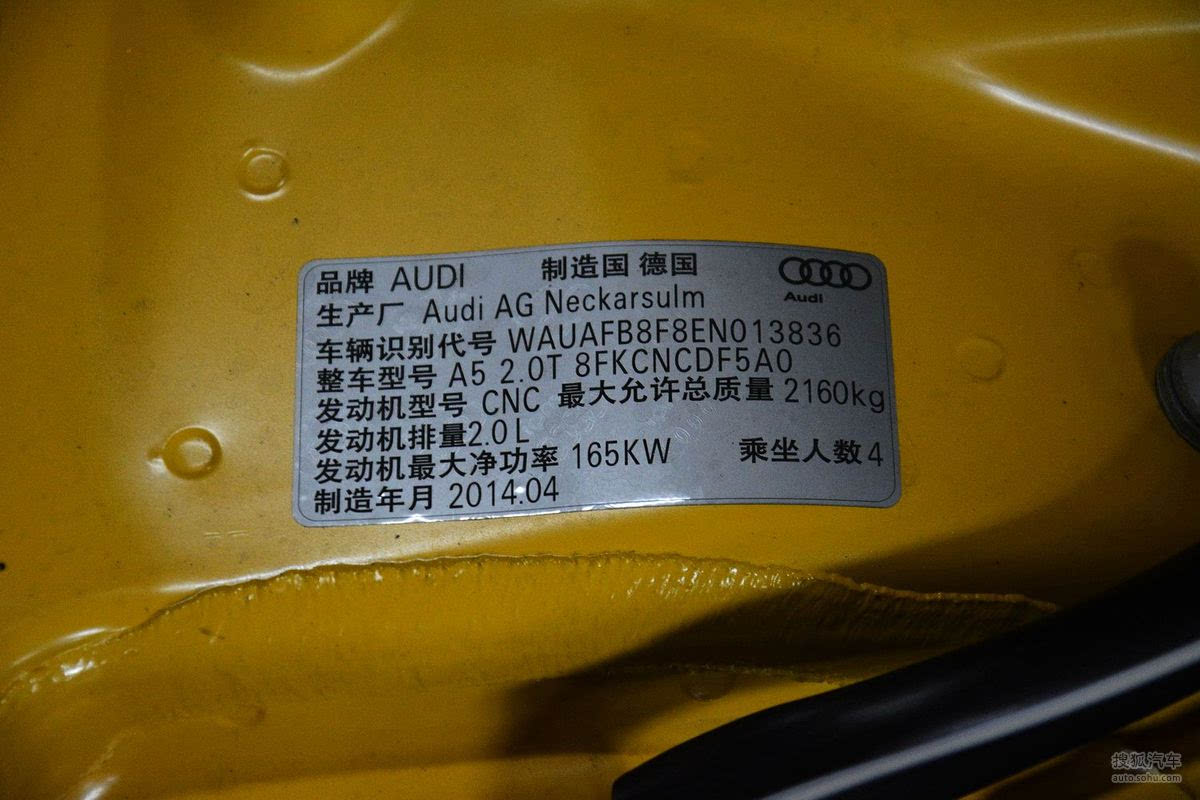 品牌 AUDI 制造国 德国
Audi
生产厂 Audi AG Neckarsulm
车辆识别代号 WAUAFB8F8EN013836
整车型号 A5 2.0T 8FKCNCDF5A0
发动机型号 CNC 最大允许总质量 2160kg
发动机排量2.0L
发动机最大净功率 165KW 乘坐人数4
制造年月 2014.04
搜狐汽车
auto.sohu.com